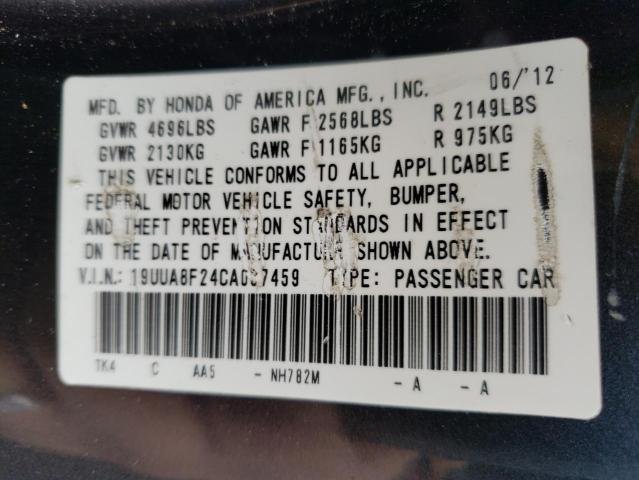 MFD. BY HONDA OF AMERICA MFG., INC. 06/'12
GVWR 4696LBS GAWR F 2568LBS R 2149LBS
GVWR 2130KG GAWR F 1165KG R 975KG
THIS VEHICLE CONFORMS TO ALL APPLICABLE
FEDERAL MOTOR VEHICLE SAFETY, BUMPER,
AND THEFT PREVENTION STANDARDS IN EFFECT
ON THE DATE OF MANUFACTURE SHOWN ABOVE.
V.I.N.: TYPE: PASSENGER CAR
TK4 C AA5 - NH782M - A - A